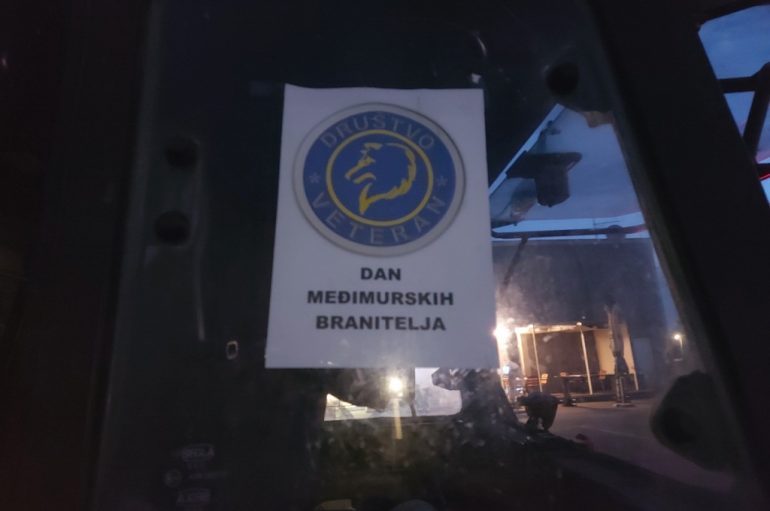 DRUŠTVO
VETERAN
DAN
MEĐIMURSKIH
BRANITELJA